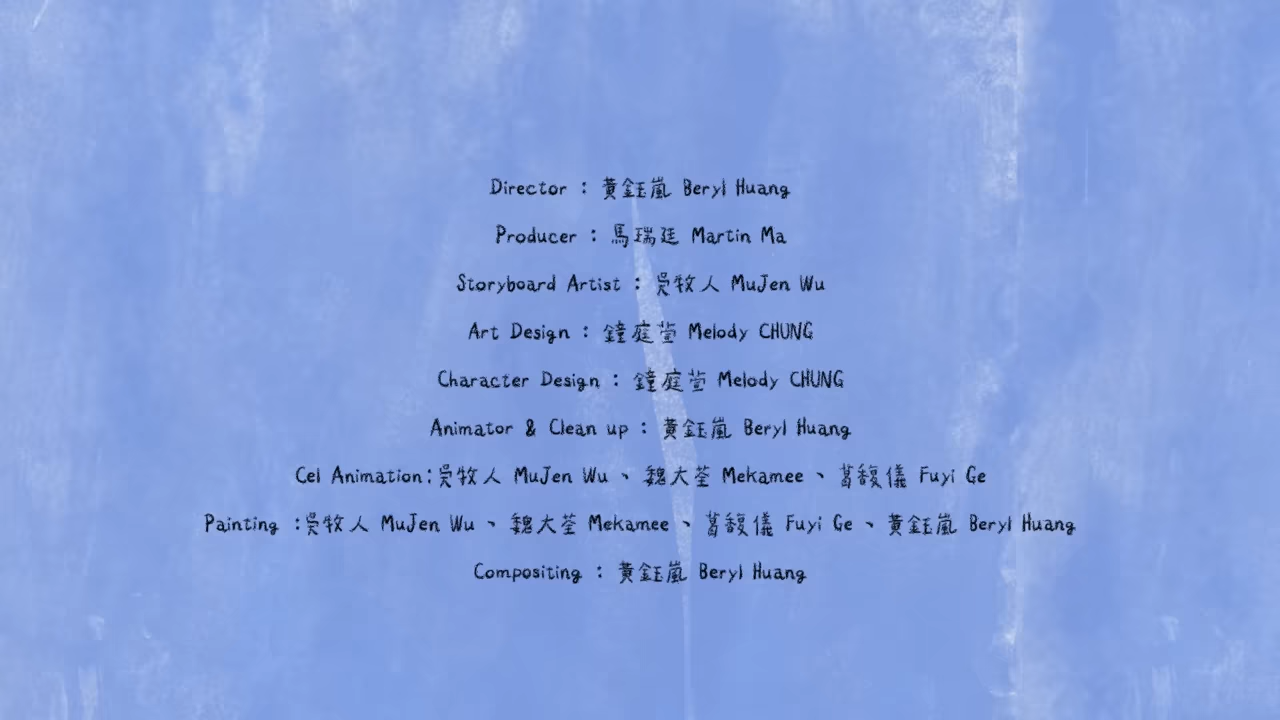 Director : 黃鈺嵐 Beryl Huang
Producer : 馬瑞廷 Martin Ma
Storyboard Artist : 吳牧人 MuJen Wu
Art Design : 鐘庭萱 Melody CHUNG
Character Design : 鐘庭萱 Melody CHUNG
Animator & Clean up : 黃鈺嵐 Beryl Huang
Cel Animation:吳牧人 MuJen Wu、魏大荃 Mekamee、葛馥儀 Fuyi Ge
Painting :吳牧人 MuJen Wu、魏大荃 Mekamee、葛馥儀 Fuyi Ge、黃鈺嵐 Beryl Huang
Compositing : 黃鈺嵐 Beryl Huang